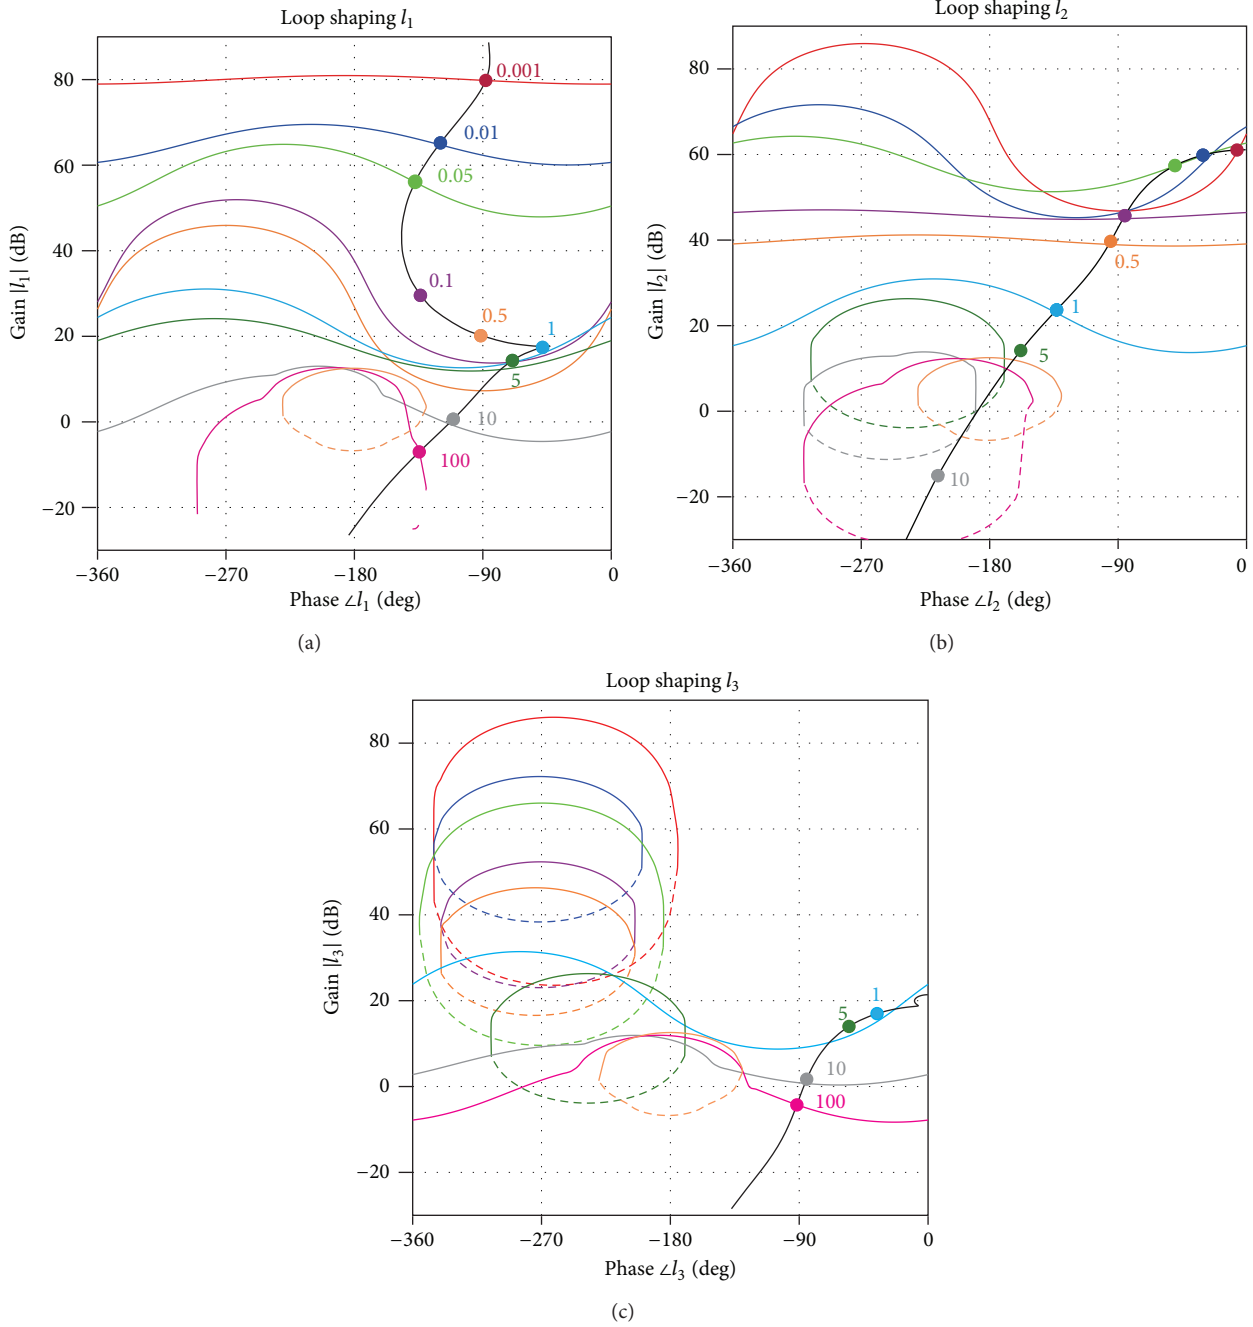 Loop shaping l1
Gain |l1| (dB)
80
60
40
20
0
−20
0.001
0.01
0.05
0.1
0.5
1
5
10
100
−360 −270 −180 −90 0
Phase ∠l1 (deg)
(a)
Loop shaping l2
Gain |l2| (dB)
80
60
40
20
0
−20
0.5
1
5
10
−360 −270 −180 −90 0
Phase ∠l2 (deg)
(b)
Loop shaping l3
Gain |l3| (dB)
80
60
40
20
0
−20
1
5
10
100
−360 −270 −180 −90 0
Phase ∠l3 (deg)
(c)